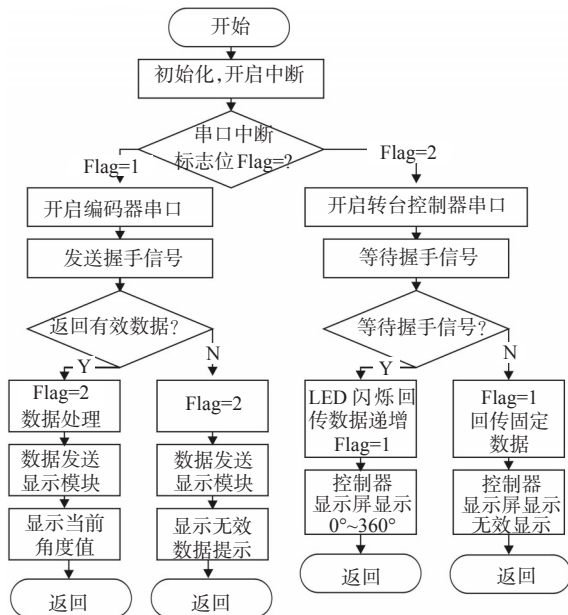 开始
初始化,开启中断
串口中断
标志位Flag=?
Flag=1
Flag=2
开启编码器串口
开启转台控制器串口
发送握手信号
等待握手信号
返回有效数据?
等待握手信号?
Y
N
Y
N
Flag=2
数据处理
Flag=2
LED闪烁回
传数据递增
Flag=1
Flag=1
回传固定
数据
数据发送
显示模块
数据发送
显示模块
控制器
显示屏显示
0°~360°
控制器
显示屏显示
无效显示
显示当前
角度值
显示无效
数据提示
返回
返回
返回
返回